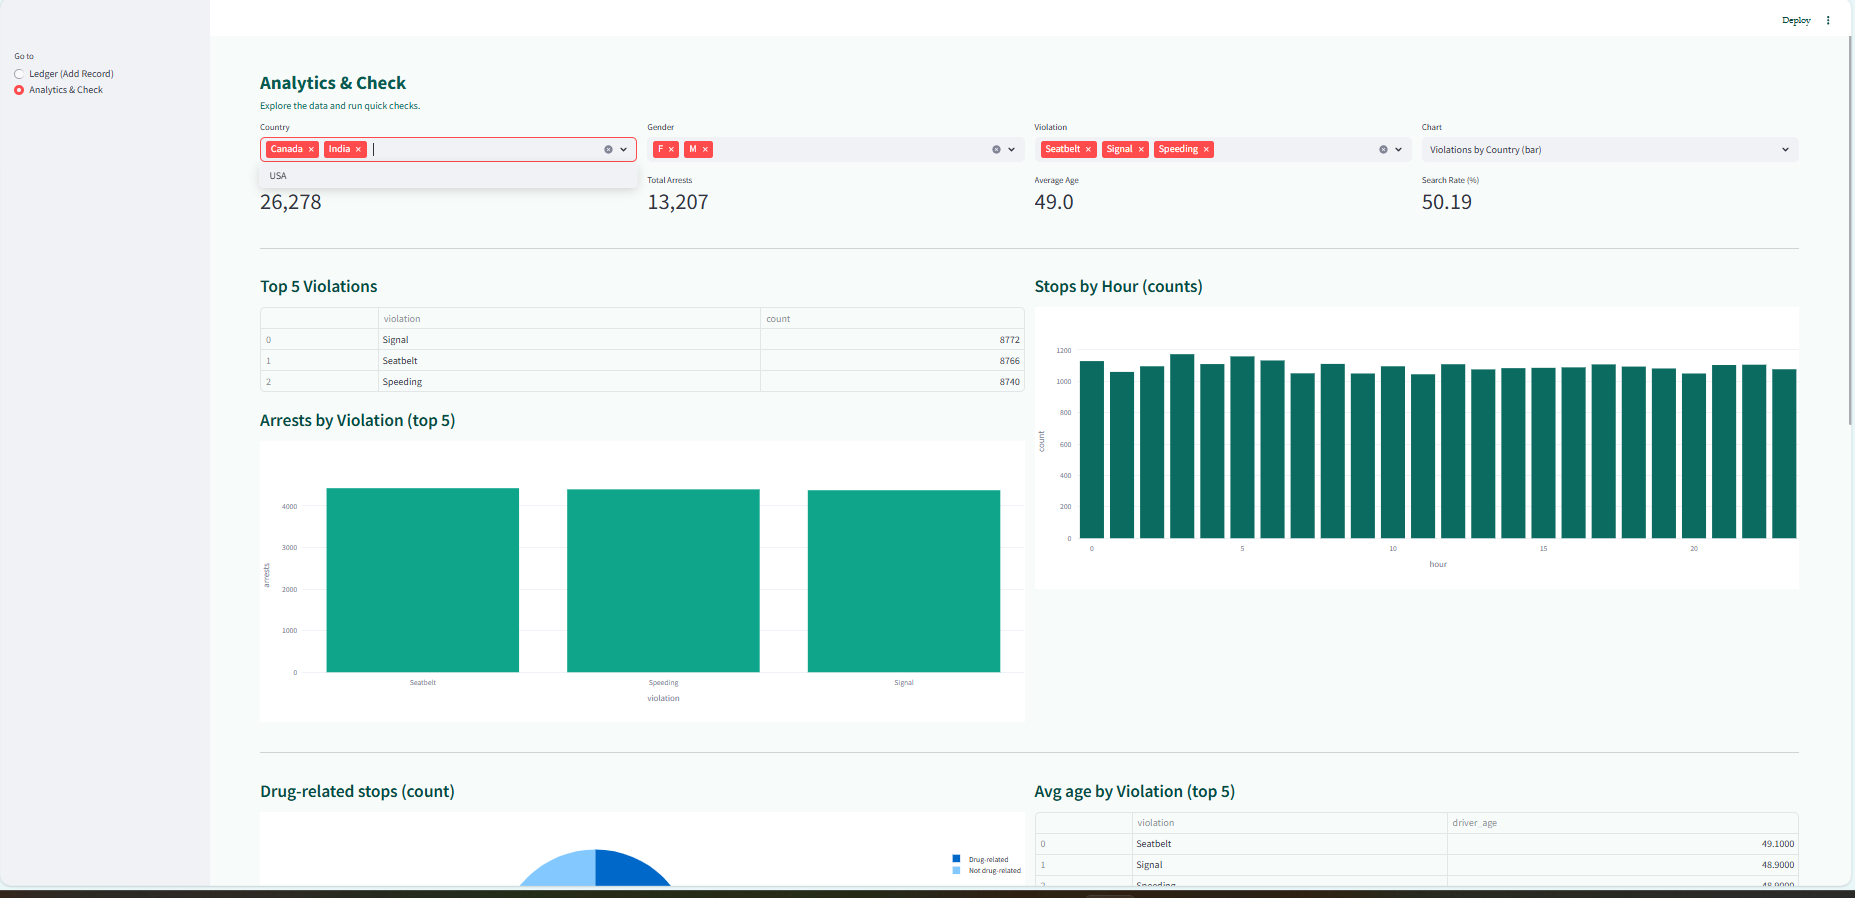 Deploy
Go to
Ledger (Add Record)
Analytics & Check
Analytics & Check
Explore the data and run quick checks.
Country Gender Violation Chart
Canada × India × F × M × Seatbelt × Signal × Speeding × Violations by Country (bar)
USA
Total Arrests Average Age Search Rate (%)
26,278 13,207 49.0 50.19
Top 5 Violations
violation count
0 Signal 8772
1 Seatbelt 8766
2 Speeding 8740
Stops by Hour (counts)
1200
1000
800
600
400
200
0
count
0 5 10 15 20
hour
Arrests by Violation (top 5)
4000
3000
2000
1000
0
arrests
Seatbelt Speeding Signal
violation
Drug-related stops (count)
Drug-related
Not drug-related
Avg age by Violation (top 5)
violation driver_age
0 Seatbelt 49.1000
1 Signal 48.9000
2 Speeding 48.9000